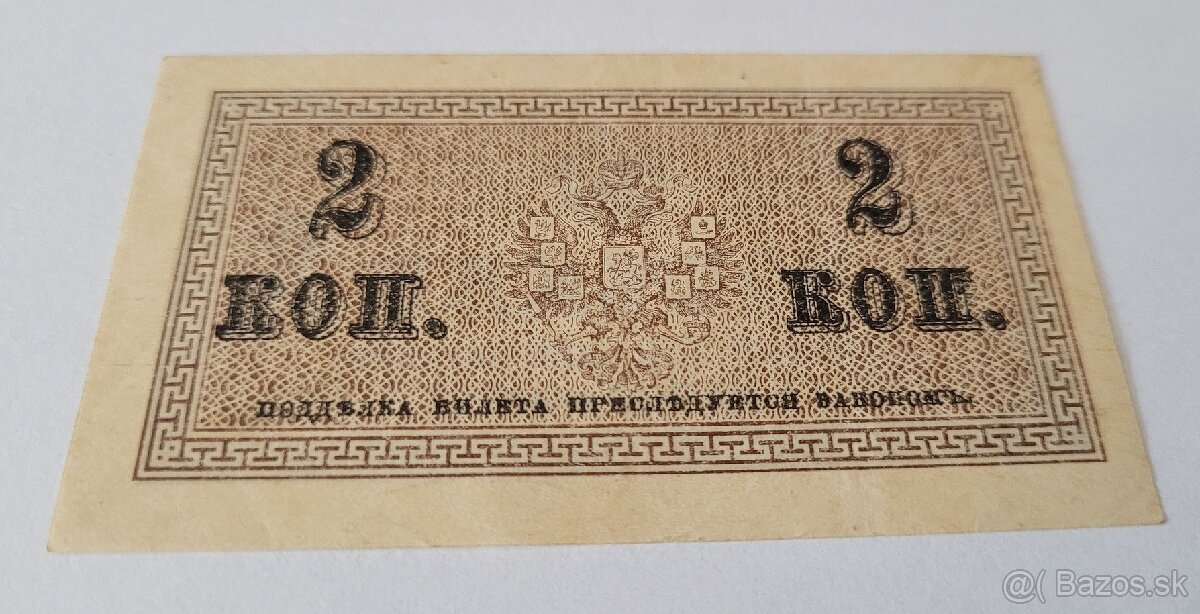 2 2
КОП. КОП.
ПОДДѢЛКА БИЛЕТА ПРЕСЛѢДУЕТСЯ ЗАКОНОМЪ.
@( Bazos.sk